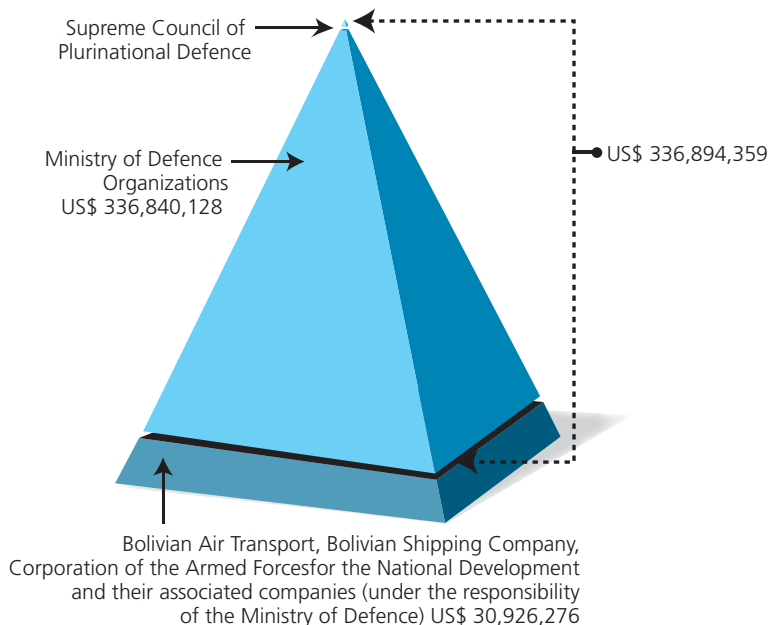 Supreme Council of
Plurinational Defence
Ministry of Defence
Organizations
US$ 336,840,128
US$ 336,894,359
Bolivian Air Transport, Bolivian Shipping Company,
Corporation of the Armed Forcesfor the National Development
and their associated companies (under the responsibility
of the Ministry of Defence) US$ 30,926,276